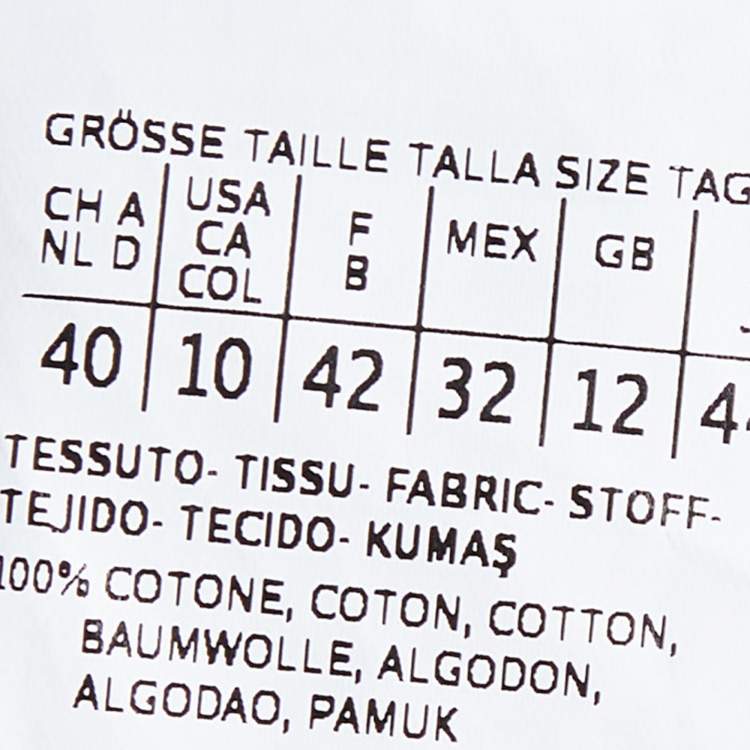 GRÖSSE TAILLE TALLA SIZE TAG
CH A
NL D
USA
CA
COL
F
B
MEX
GB
40 10 42 32 12
TESSUTO- TISSU- FABRIC- STOFF-
TEJIDO- TECIDO- KUMAŞ
100% COTONE, COTON, COTTON,
BAUMWOLLE, ALGODON,
ALGODAO, PAMUK